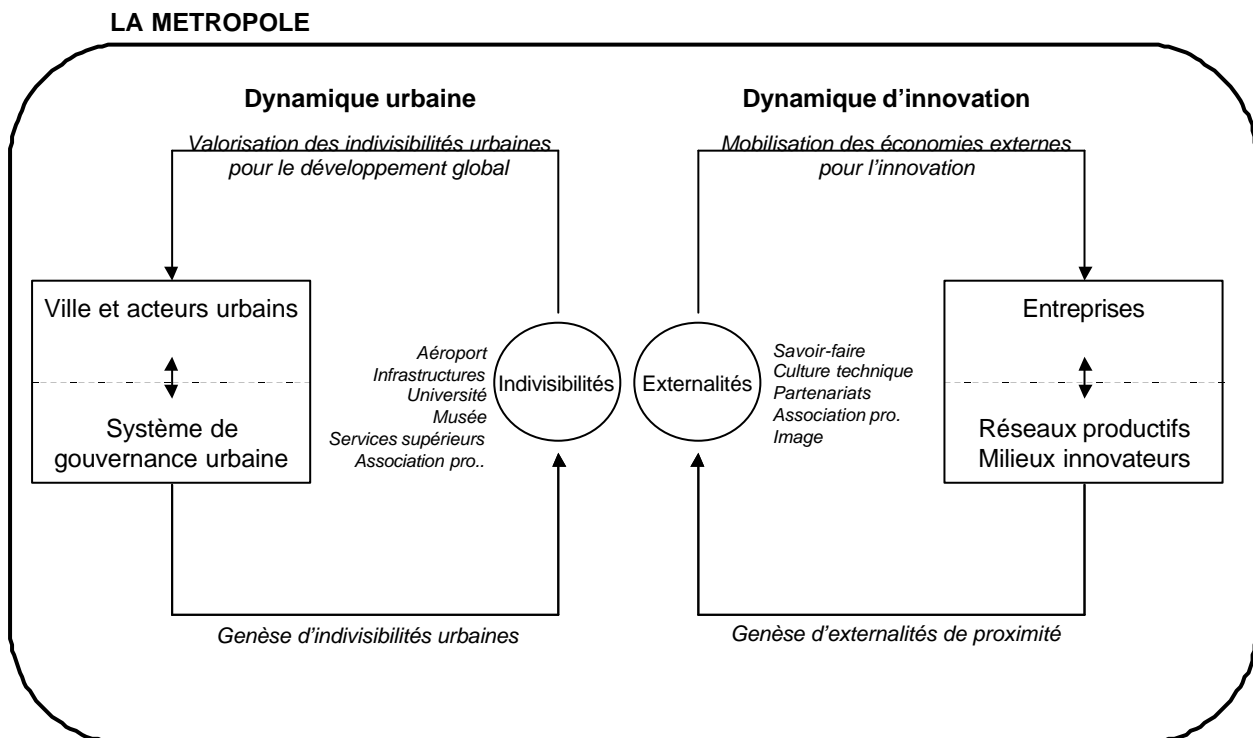 LA METROPOLE
Dynamique urbaine
Valorisation des indivisibilités urbaines
pour le développement global
Dynamique d'innovation
Mobilisation des économies externes
pour l'innovation
Ville et acteurs urbains
Système de
gouvernance urbaine
Aéroport
Infrastructures
Université
Musée
Services supérieurs
Association pro..
Indivisibilités
Externalités
Savoir-faire
Culture technique
Partenariats
Association pro.
Image
Entreprises
Réseaux productifs
Milieux innovateurs
Genèse d'indivisibilités urbaines
Genèse d'externalités de proximité